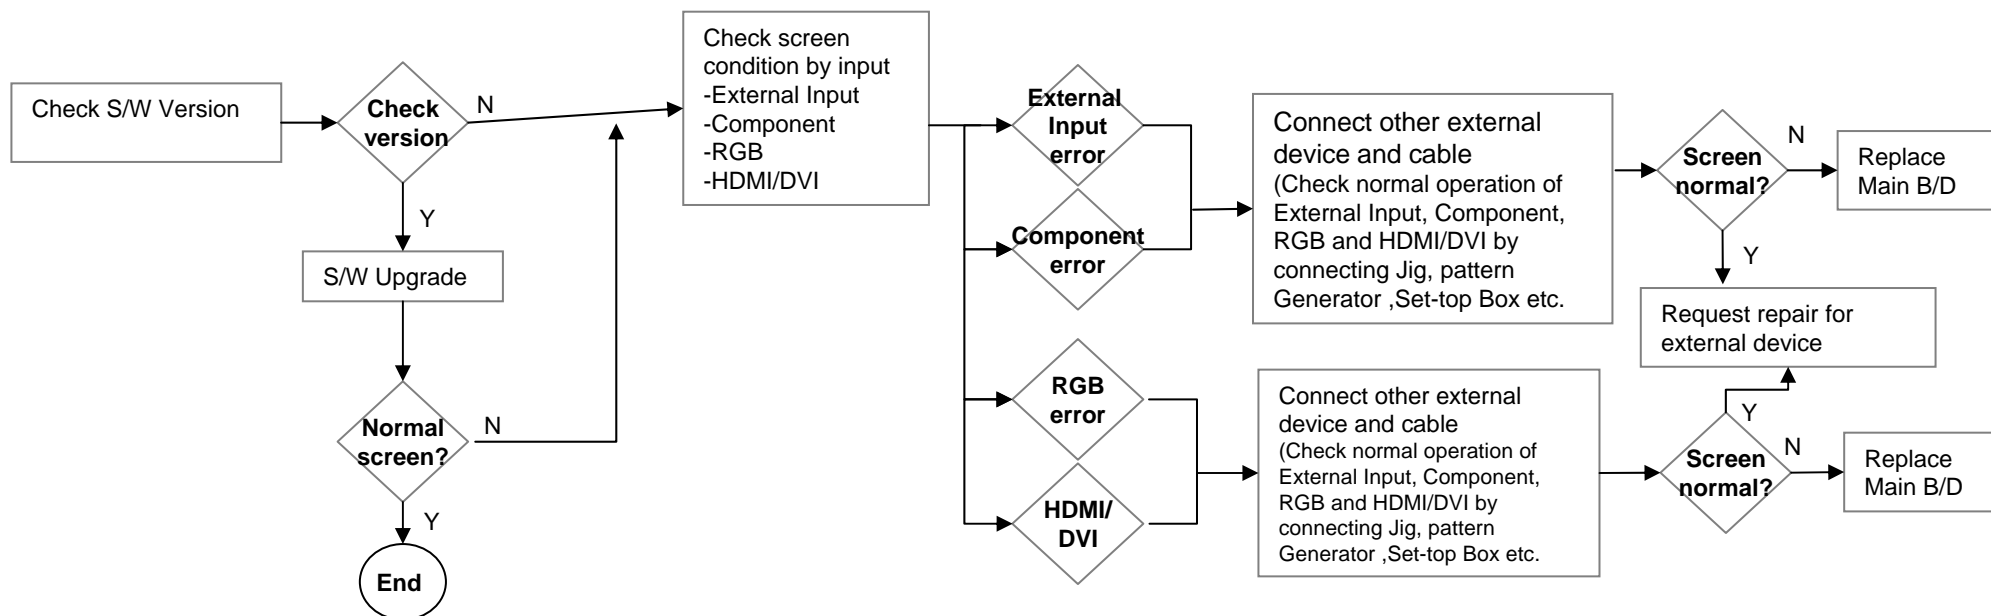 Check S/W Version
Check
version
N
Y
S/W Upgrade
Normal
screen?
N
Y
End
Check screen
condition by input
-External Input
-Component
-RGB
-HDMI/DVI
External
Input
error
Component
error
RGB
error
HDMI/
DVI
Connect other external
device and cable
(Check normal operation of
External Input, Component,
RGB and HDMI/DVI by
connecting Jig, pattern
Generator ,Set-top Box etc.
Connect other external
device and cable
(Check normal operation of
External Input, Component,
RGB and HDMI/DVI by
connecting Jig, pattern
Generator ,Set-top Box etc.
Screen
normal?
N
Replace
Main B/D
Y
Request repair for
external device
Y
Screen
normal?
N
Replace
Main B/D